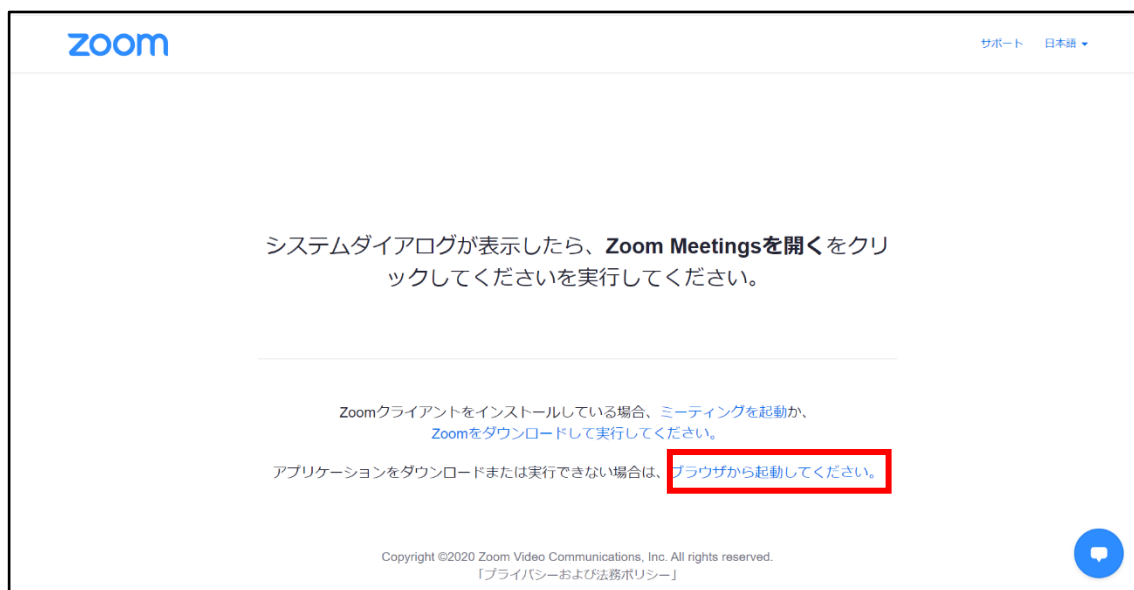 zoom
サポート 日本語
システムダイアログが表示したら、Zoom Meetingsを開くをクリ
ックしてくださいを実行してください。
Zoomクライアントをインストールしている場合、ミーティングを起動か、
Zoomをダウンロードして実行してください。
アプリケーションをダウンロードまたは実行できない場合は、ブラウザから起動してください。
Copyright ©2020 Zoom Video Communications, Inc. All rights reserved.
「プライバシーおよび法務ポリシー」